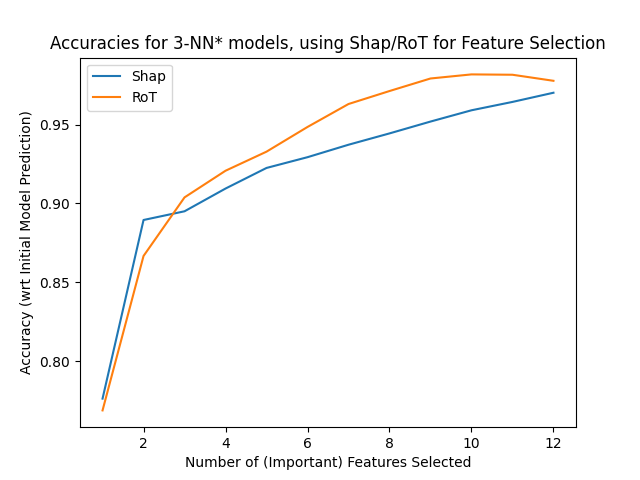 Accuracies for 3-NN* models, using Shap/RoT for Feature Selection
Shap
RoT
Accuracy (wrt Initial Model Prediction)
0.95
0.90
0.85
0.80
2
4
6
8
10
12
Number of (Important) Features Selected